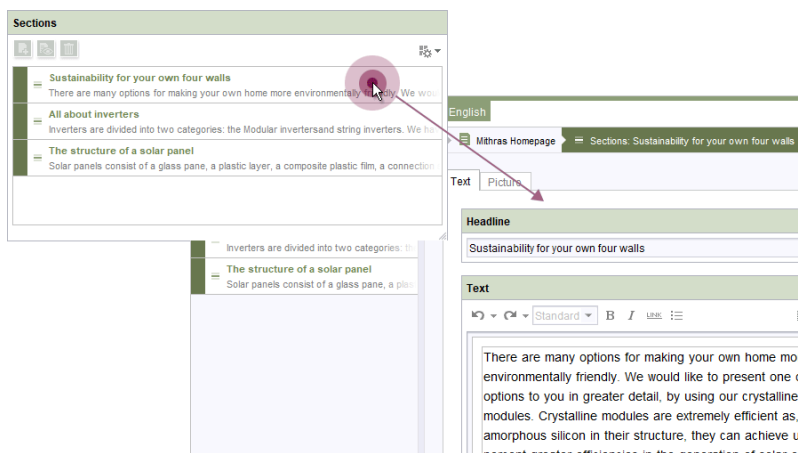 Sections
Sustainability for your own four walls
There are many options for making your own home more environmentally friendly. We wou
All about inverters
Inverters are divided into two categories: the Modular invertersand string inverters. We ha
The structure of a solar panel
Solar panels consist of a glass pane, a plastic layer, a composite plastic film, a connection
Inverters are divided into two categories: th
The structure of a solar panel
Solar panels consist of a glass pane, a plas
English
Mithras Homepage
Sections: Sustainability for your own four walls
Text
Picture
Headline
Sustainability for your own four walls
Text
Standard B I LINK
There are many options for making your own home mo
environmentally friendly. We would like to present one
options to you in greater detail, by using our crystalline
modules. Crystalline modules are extremely efficient as,
amorphous silicon in their structure, they can achieve u